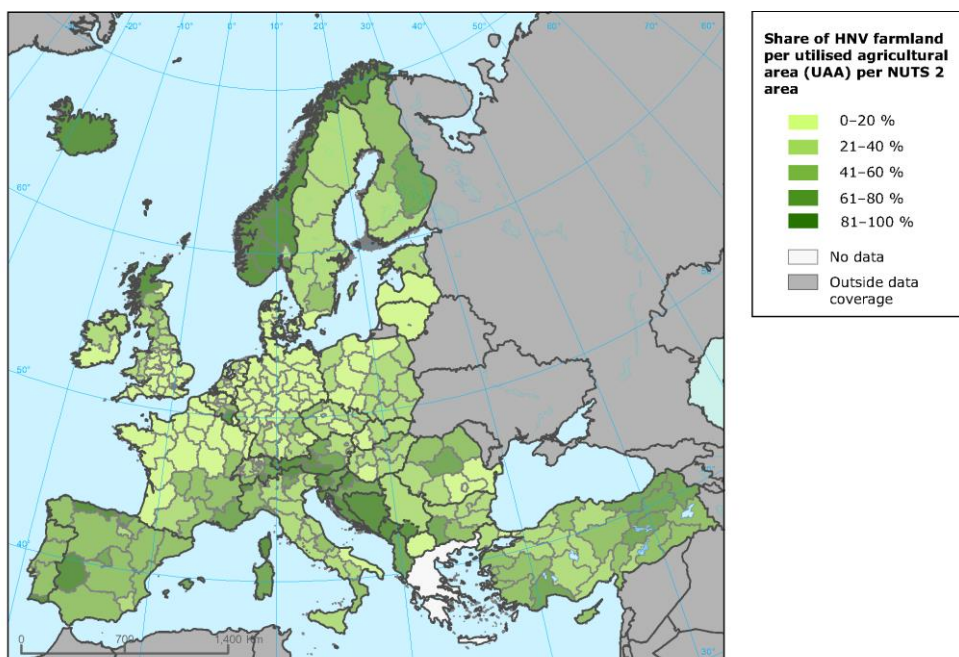 -30° -20° -10° 0° 10° 20° 30° 40° 50° 60° 70°
60°
50°
40°
0 700 1,400 Km
Share of HNV farmland
per utilised agricultural
area (UAA) per NUTS 2
area
0–20 %
21–40 %
41–60 %
61–80 %
81–100 %
No data
Outside data
coverage